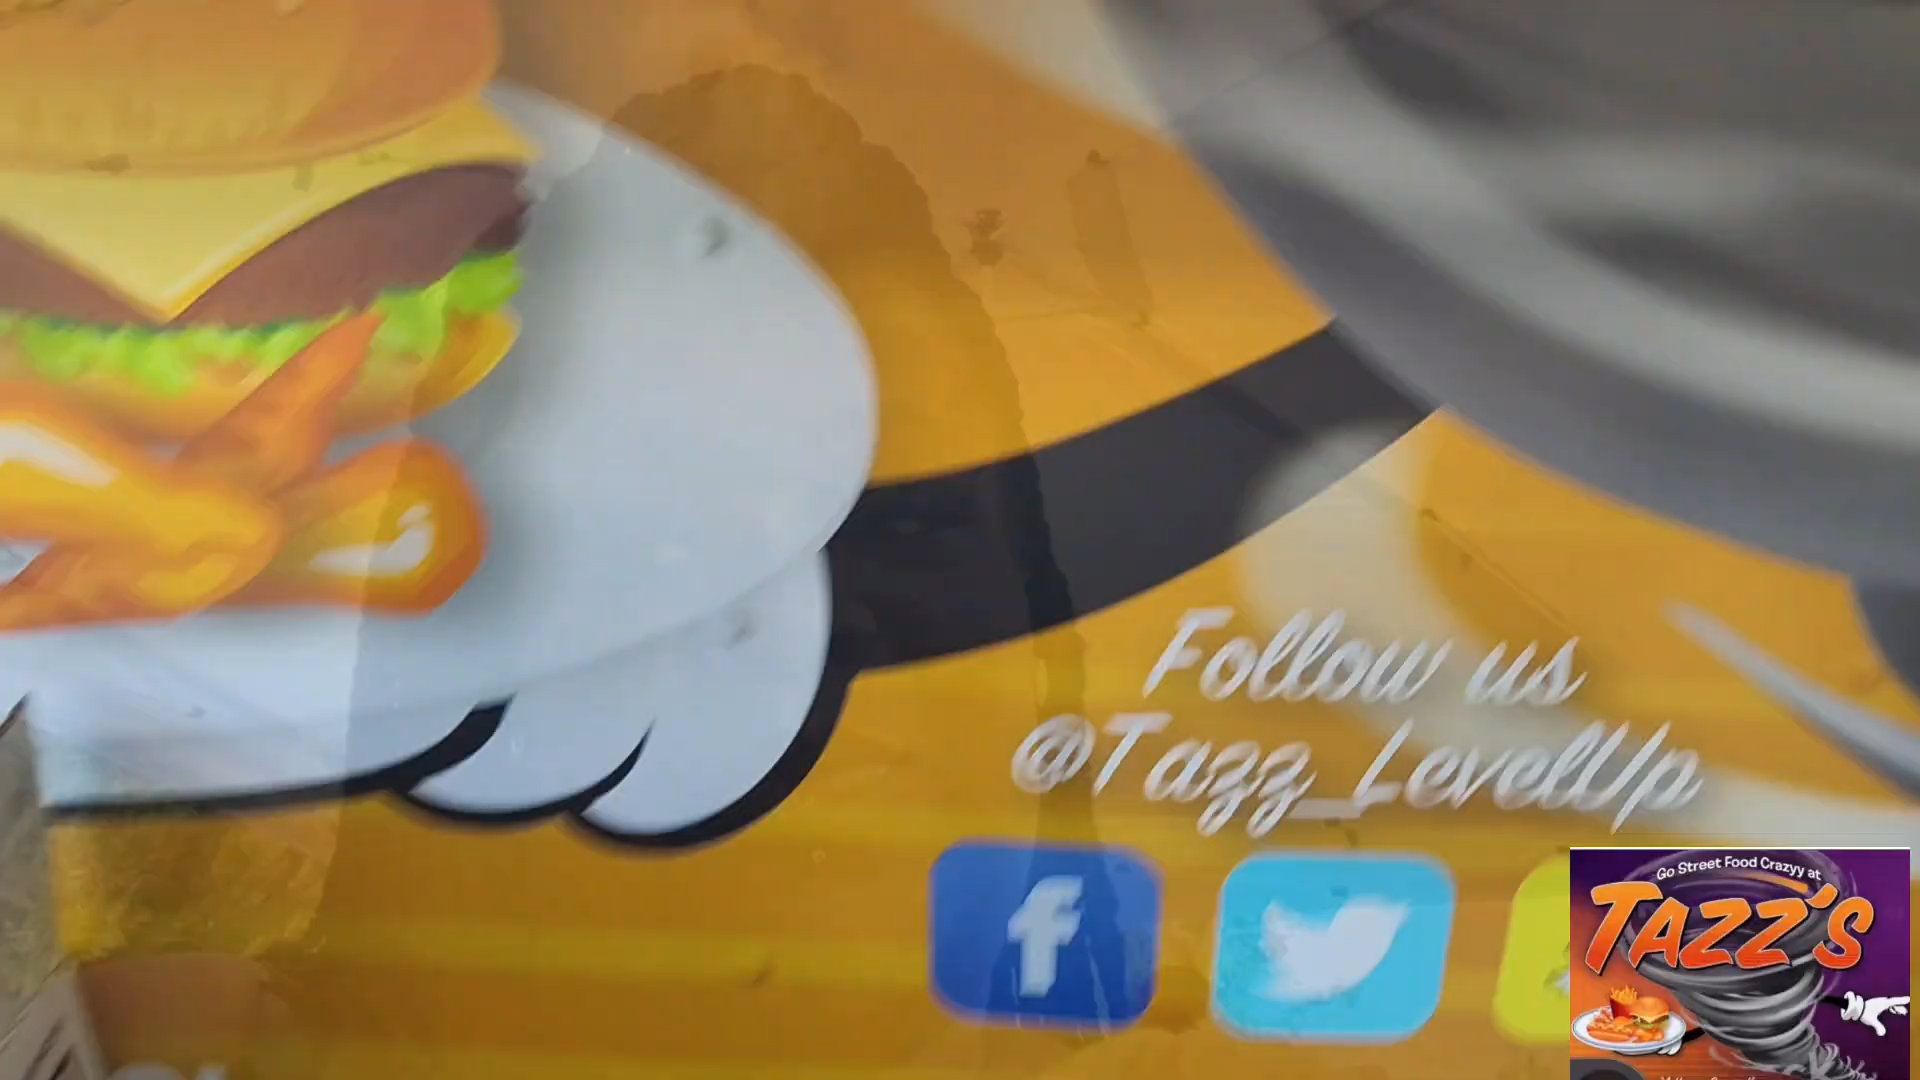 Follow us
@Tazz_LevelUp
f
Go Street Food Crazyy at
TAZZ'S